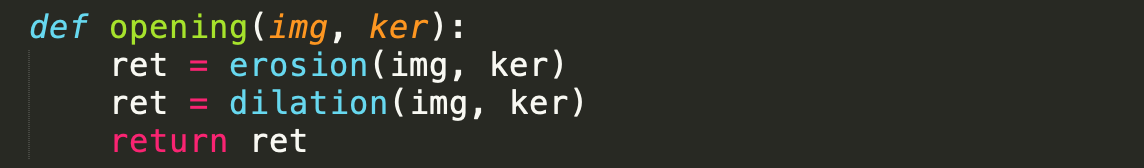 def opening(img, ker):
    ret = erosion(img, ker)
    ret = dilation(img, ker)
    return ret